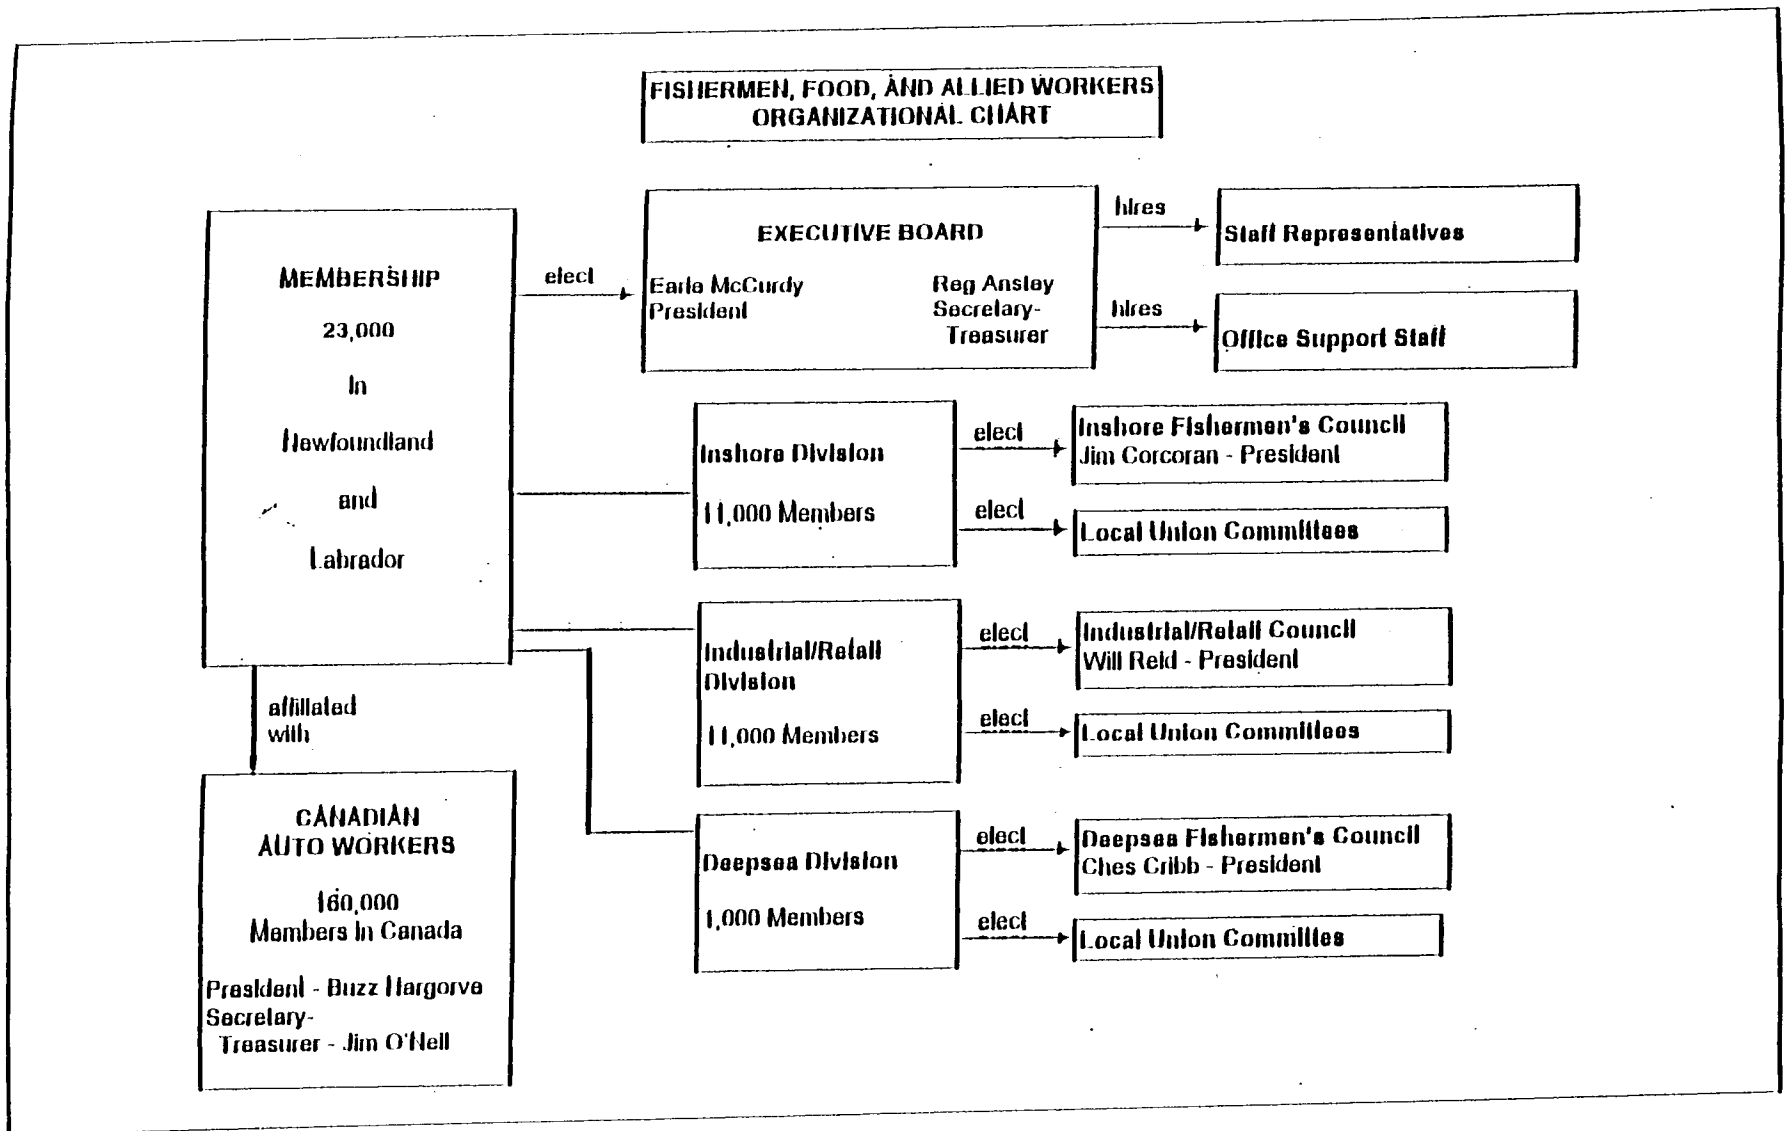 FISHERMEN, FOOD, AND ALLIED WORKERS
ORGANIZATIONAL CHART
MEMBERSHIP
23,000
In
Newfoundland
and
Labrador
elect
EXECUTIVE BOARD
Earle McCurdy
President
Reg Anstey
Secretary-
Treasurer
hires
Staff Representatives
hires
Office Support Staff
Inshore Division
11,000 Members
elect
Inshore Fishermen's Council
Jim Corcoran - President
elect
Local Union Committees
Industrial/Retail
Division
11,000 Members
elect
Industrial/Retail Council
Will Reid - President
elect
Local Union Committees
Deepsea Division
1,000 Members
elect
Deepsea Fishermen's Council
Ches Cribb - President
elect
Local Union Committies
affiliated
with
CANADIAN
AUTO WORKERS
160,000
Members In Canada
President - Buzz Hargorve
Secretary-
Treasurer - Jim O'Neil